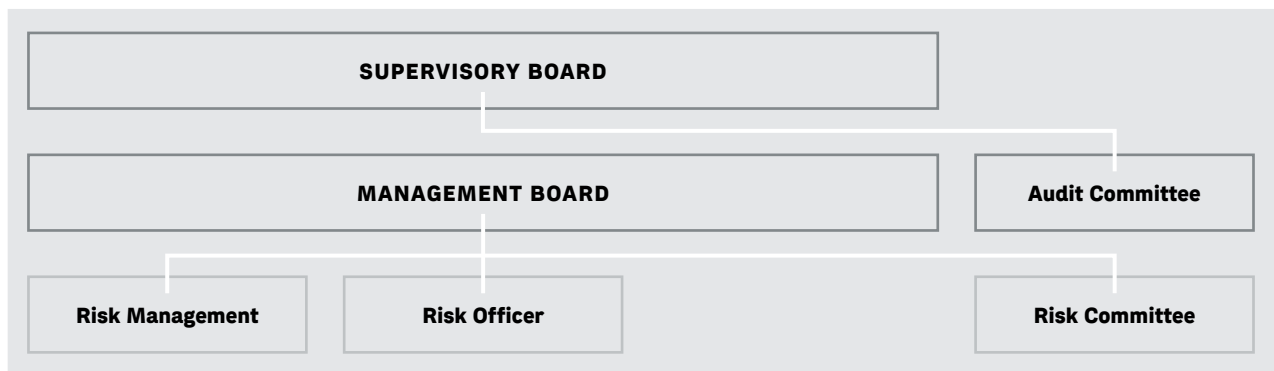 SUPERVISORY BOARD
MANAGEMENT BOARD
Audit Committee
Risk Management
Risk Officer
Risk Committee